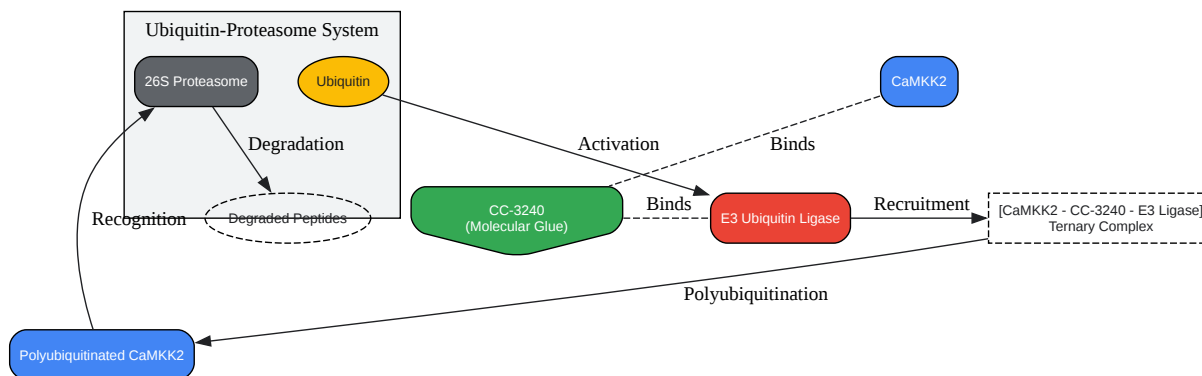 Ubiquitin-Proteasome System
26S Proteasome
Ubiquitin
CaMKK2
Degradation
Activation
Binds
Recognition
Degraded Peptides
CC-3240
(Molecular Glue)
Binds
E3 Ubiquitin Ligase
Recruitment
[CaMKK2 - CC-3240 - E3 Ligase]
Ternary Complex
Polyubiquitination
Polyubiquitinated CaMKK2